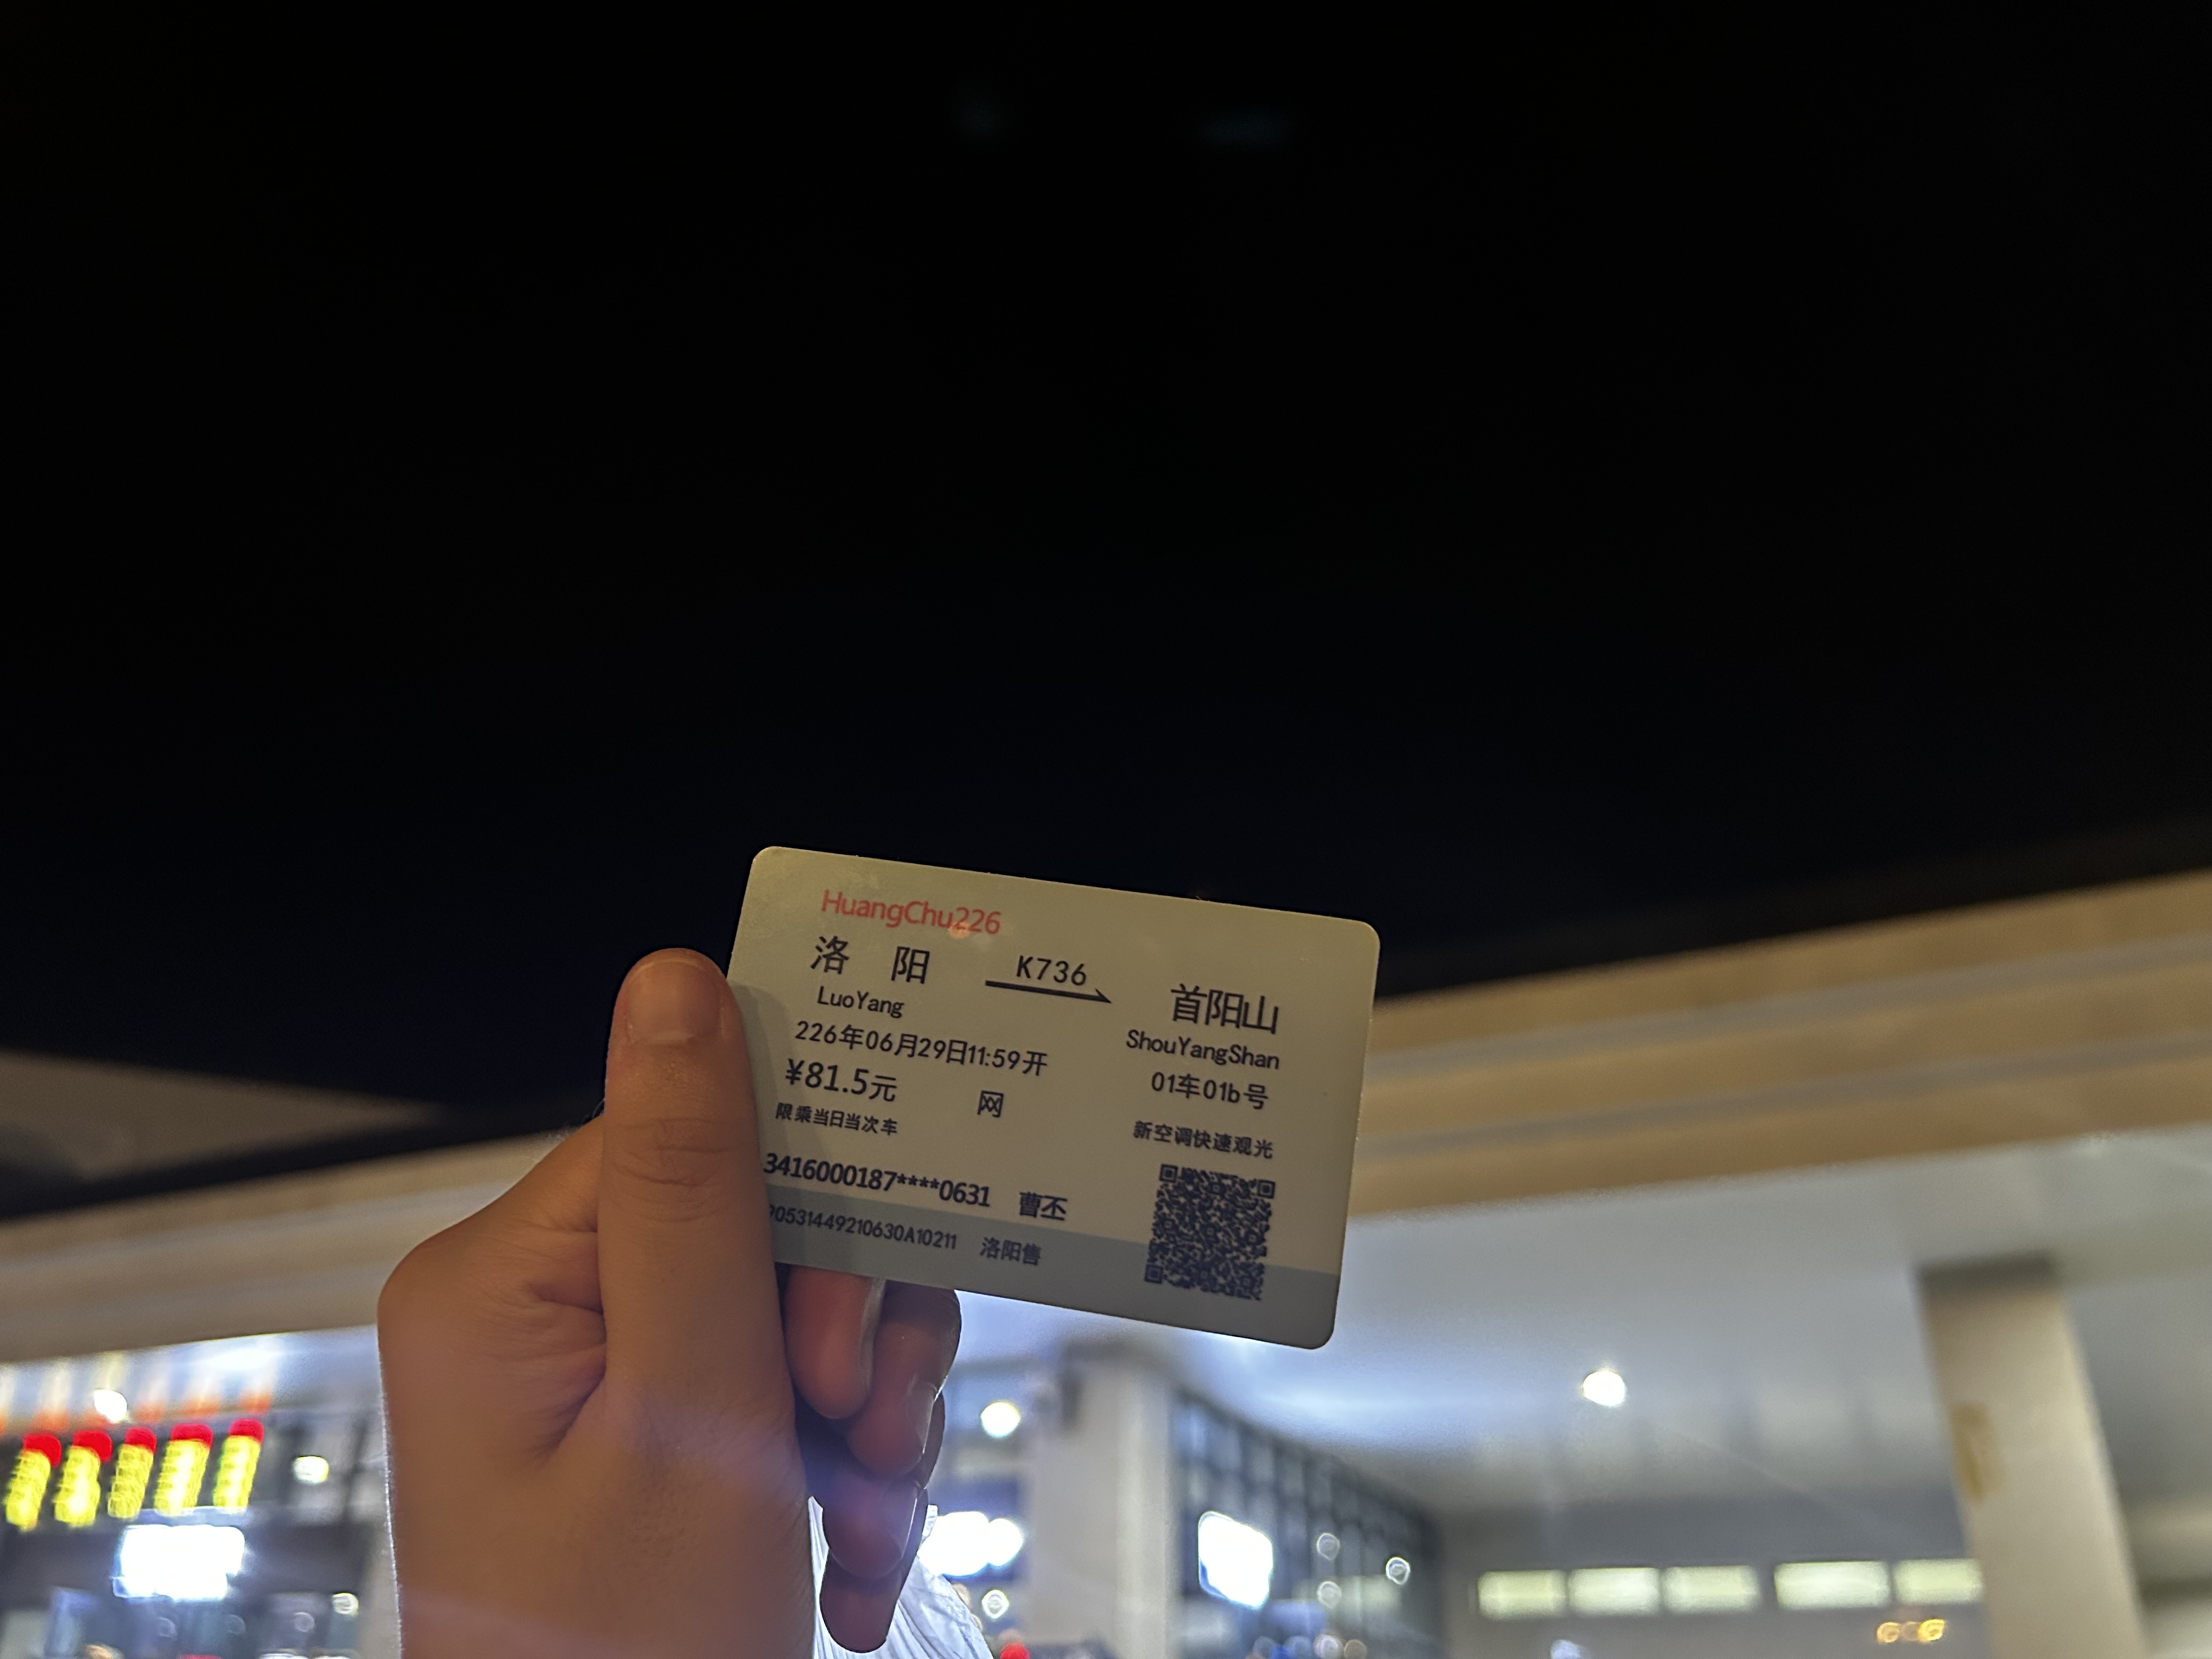 HuangChu226
洛 阳 K736 首阳山
LuoYang ShouYangShan
226年06月29日11:59开 01车01b号
¥81.5元 网
限乘当日当次车 新空调快速观光
3416000187****0631 曹丕
9053144921​0630A10211 洛阳售